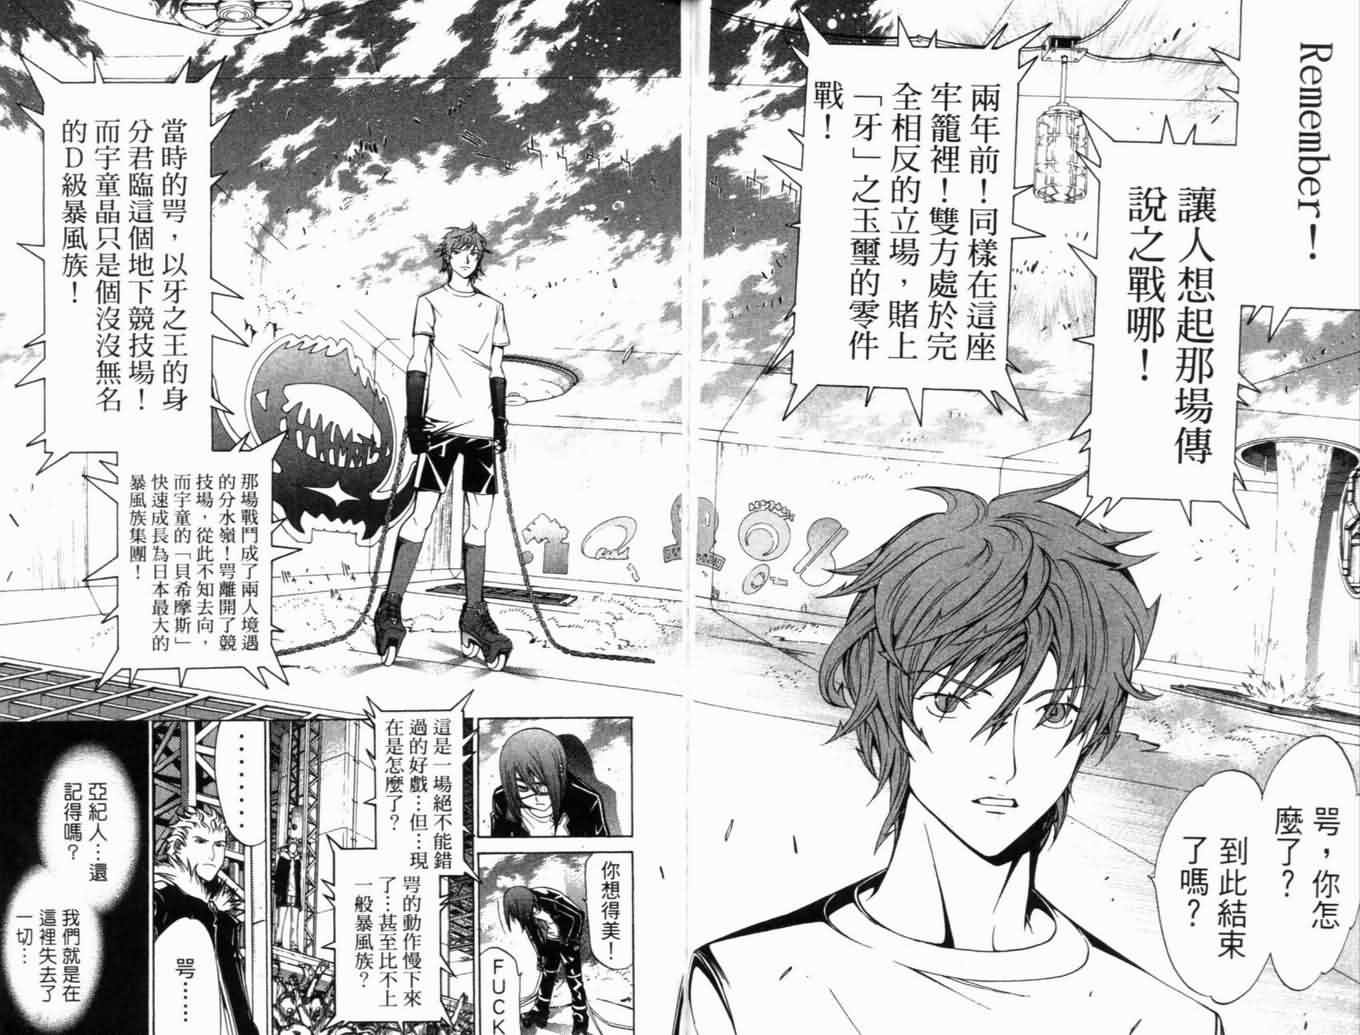 Remember!
讓人想起那場傳
說之戰哪!
兩年前!同樣在這座
牢籠裡!雙方處於完
全相反的立場,賭上
「牙」之玉璽的零件
戰!
咢,你怎
麼了?
到此結束
了嗎?
當時的咢,以牙之王的身
分君臨這個地下競技場!
而宇童晶只是個沒沒無名
的D級暴風族!
那場戰鬥成了兩人境遇
的分水嶺!咢離開了競
技場,從此不知去向,
而宇童的「貝希摩斯」
快速成長為日本最大的
暴風族集團!
你想得美!
FUCK
這是一場絕不能錯
過的好戲…但…現
在是怎麼了?
咢的動作慢下來
了…甚至比不上
一般暴風族?
………
咢……
亞紀人…還
記得嗎?
我們就是在
這裡失去了
一切…